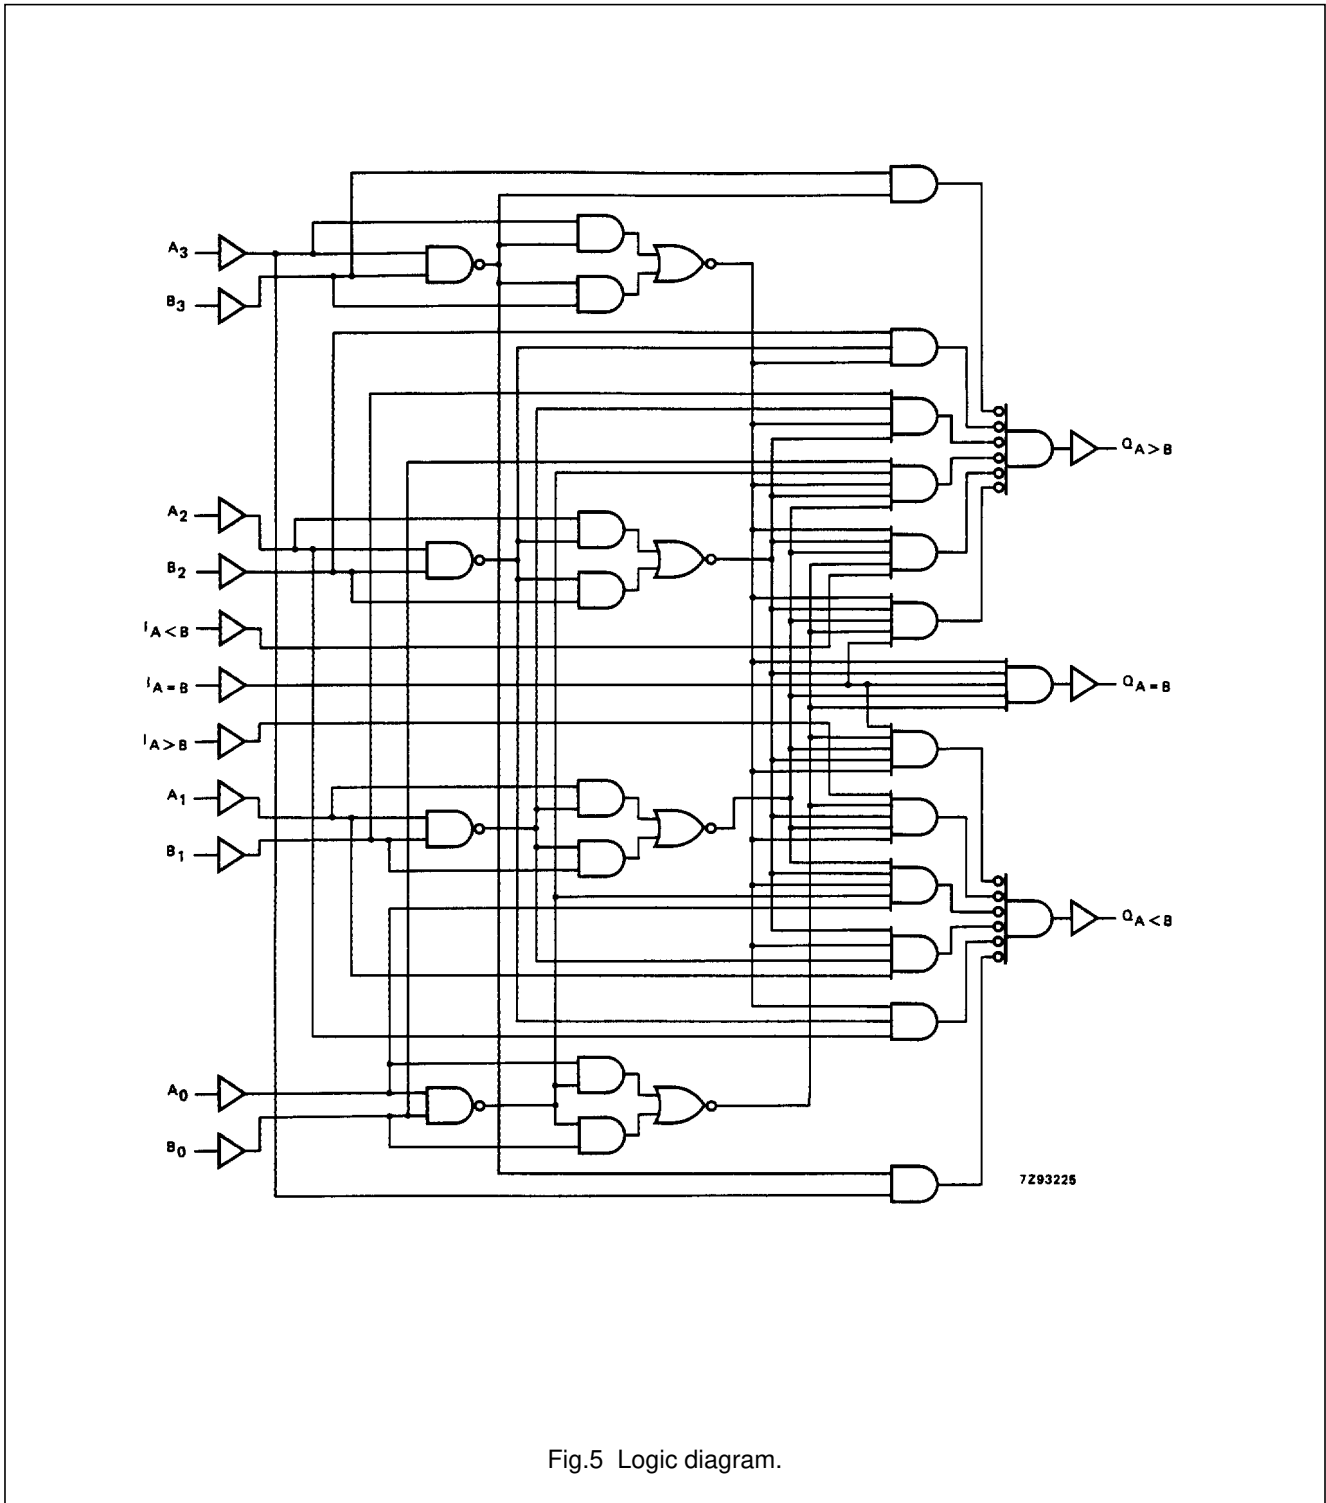 A3
B3
QA>B
A2
B2
IA<B
IA=B
QA=B
IA>B
A1
B1
QA<B
A0
B0
7Z93225
Fig.5 Logic diagram.